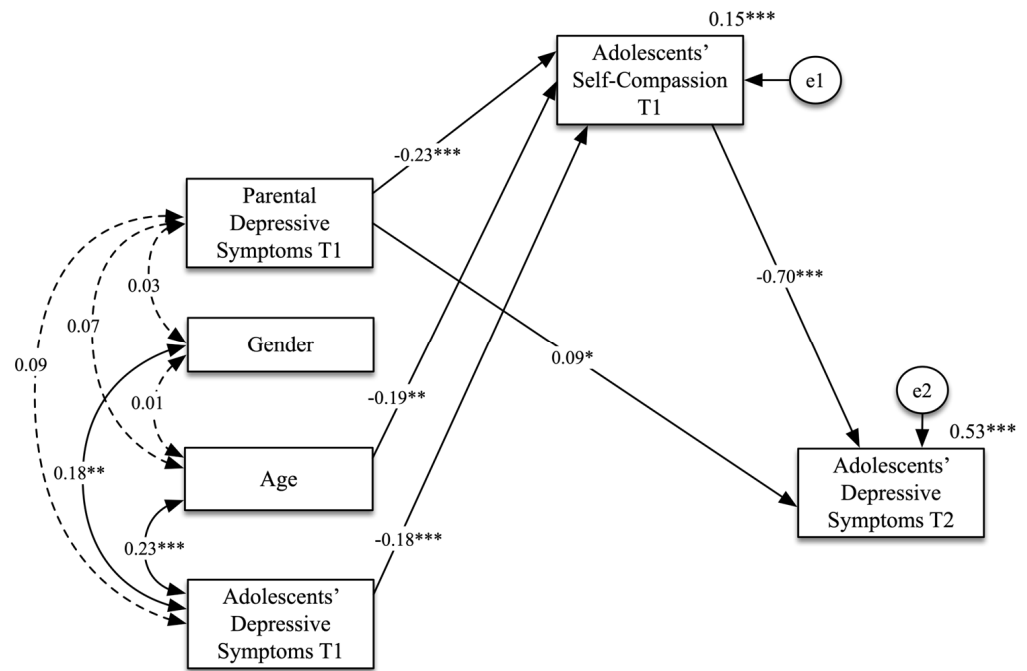 0.15***
Adolescents’
Self-Compassion
T1
e1
-0.23***
Parental
Depressive
Symptoms T1
0.03
-0.70***
0.07
Gender
0.09
0.09*
0.01
-0.19**
e2
0.53***
0.18**
Age
Adolescents’
Depressive
Symptoms T2
0.23***
-0.18***
Adolescents’
Depressive
Symptoms T1